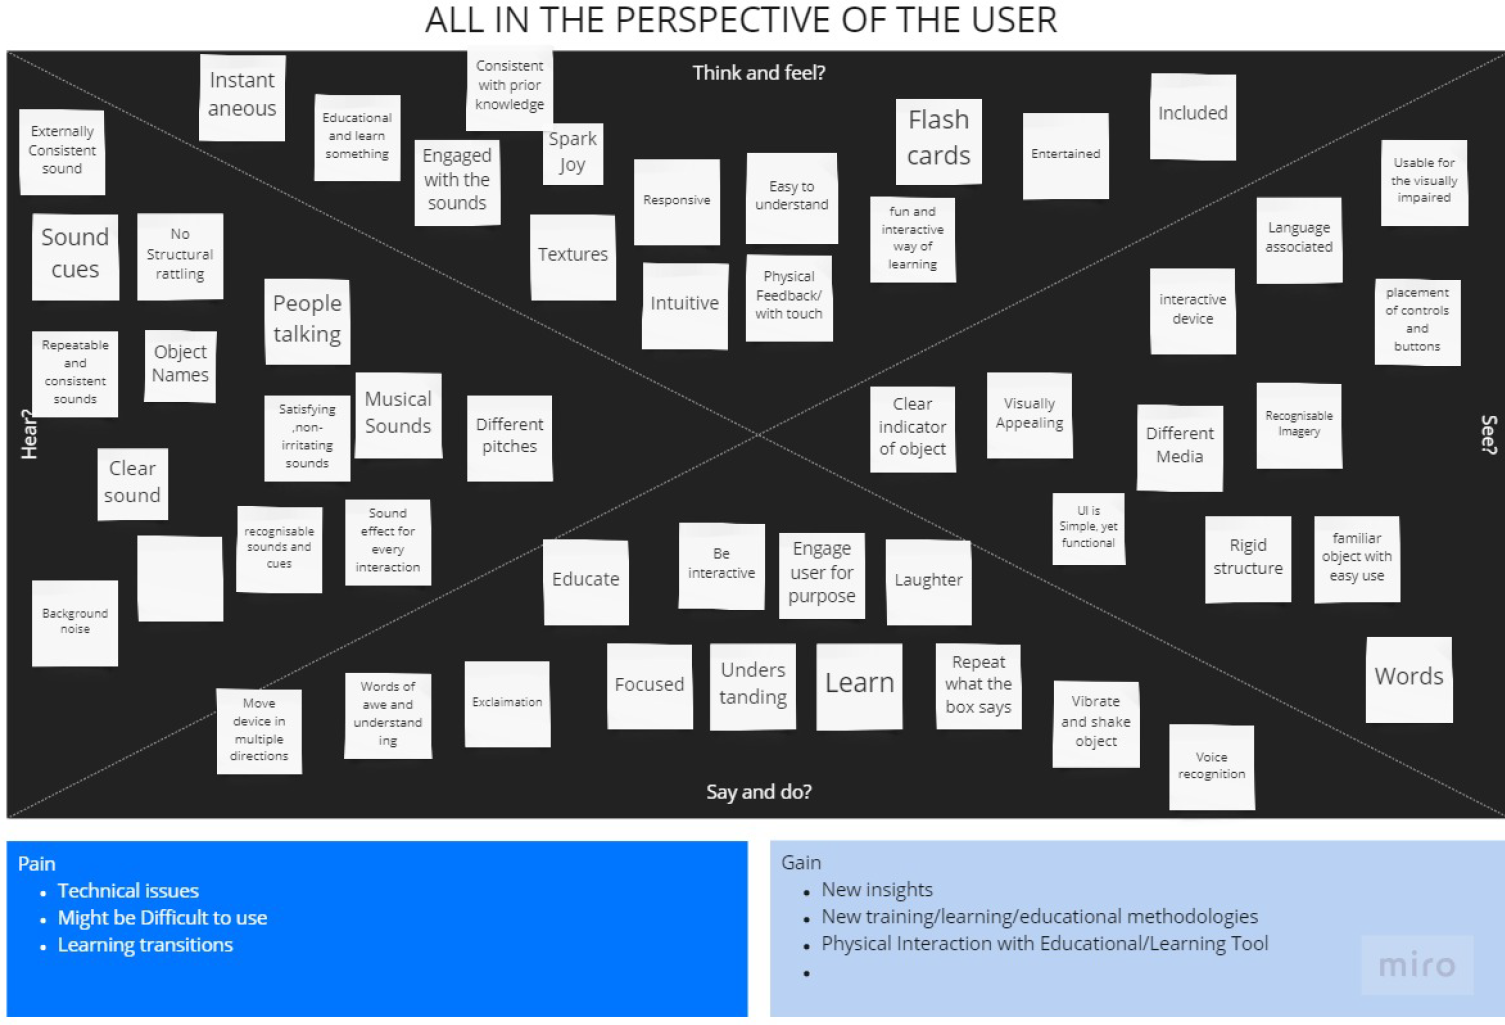 ALL IN THE PERSPECTIVE OF THE USER
Think and feel?
Instant
aneous
Educational
and learn
something
Consistent
with prior
knowledge
Engaged
with the
sounds
Spark
Joy
Textures
Responsive
Easy to
understand
Intuitive
Physical
Feedback/
with touch
Flash
cards
fun and
interactive
way of
learning
Entertained
Included
Hear?
Externally
Consistent
sound
Sound
cues
No
Structural
rattling
People
talking
Repeatable
and
consistent
sounds
Object
Names
Satisfying
,non-
irritating
sounds
Musical
Sounds
Different
pitches
Clear
sound
recognisable
sounds and
cues
Sound
effect for
every
interaction
Background
noise
See?
Usable for
the visually
impaired
Language
associated
interactive
device
placement
of controls
and
buttons
Clear
indicator
of object
Visually
Appealing
Different
Media
Recognisable
Imagery
UI is
Simple, yet
functional
Rigid
structure
familiar
object with
easy use
Words
Say and do?
Educate
Be
interactive
Engage
user for
purpose
Laughter
Move
device in
multiple
directions
Words of
awe and
understand
ing
Exclaimation
Focused
Unders
tanding
Learn
Repeat
what the
box says
Vibrate
and shake
object
Voice
recognition
Pain
• Technical issues
• Might be Difficult to use
• Learning transitions
Gain
• New insights
• New training/learning/educational methodologies
• Physical Interaction with Educational/Learning Tool
•
miro